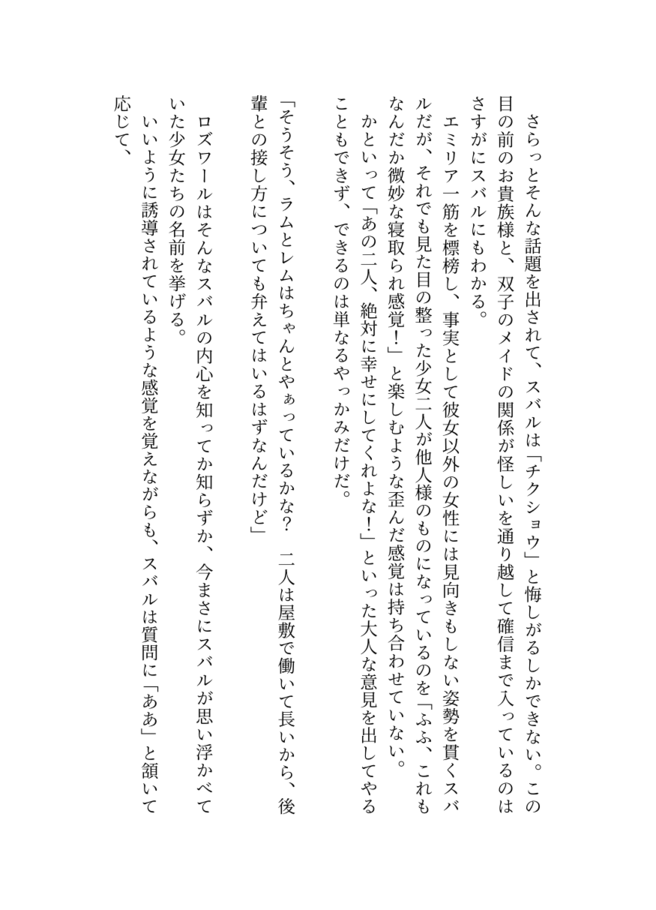 さらっとそんな話題を出されて、スバルは「チクショウ」と悔しがるしかできない。この
目の前のお貴族様と、双子のメイドの関係が怪しいを通り越して確信まで入っているのは
さすがにスバルにもわかる。
　エミリア一筋を標榜し、事実として彼女以外の女性には見向きもしない姿勢を貫くスバ
ルだが、それでも見た目の整った少女二人が他人様のものになっているのを「ふふ、これも
なんだか微妙な寝取られ感覚！」と楽しむような歪んだ感覚は持ち合わせていない。
　かといって「あの二人、絶対に幸せにしてくれよな！」といった大人な意見を出してやる
こともできず、できるのは単なるやっかみだけだ。
「そうそう、ラムとレムはちゃんとやぁっているかな？　二人は屋敷で働いて長いから、後
輩との接し方についても弁えてはいるはずなんだけど」
　ロズワールはそんなスバルの内心を知ってか知らずか、今まさにスバルが思い浮かべて
いた少女たちの名前を挙げる。
　いいように誘導されているような感覚を覚えながらも、スバルは質問に「ああ」と頷いて
応じて、